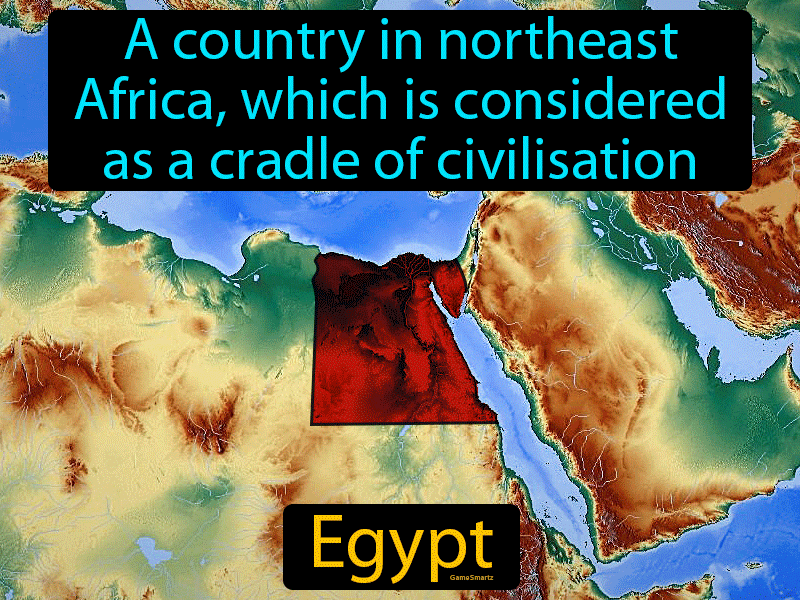 A country in northeast
Africa, which is considered
as a cradle of civilisation
Egypt
GameSmartz